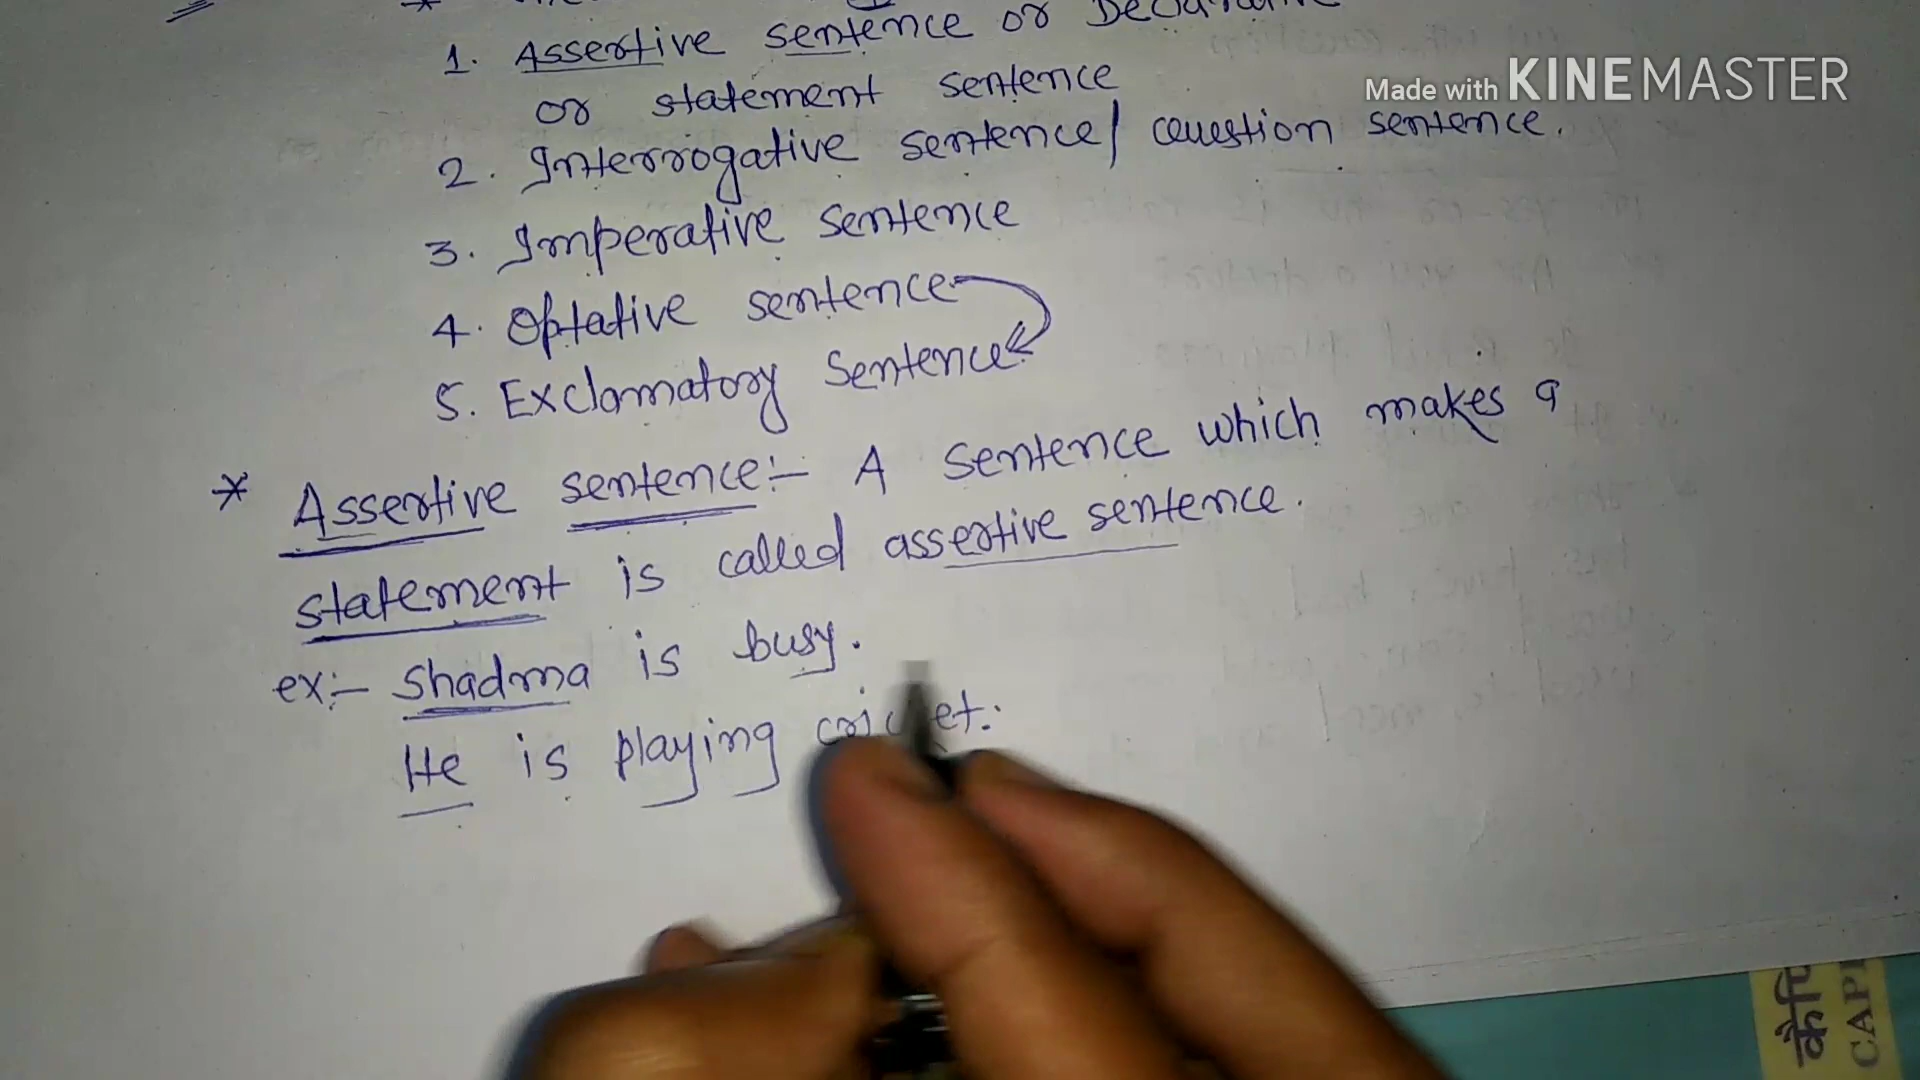 1. Assertive sentence or
or statement sentence
2. Interrogative sentence/ Question sentence.
3. Imperative sentence
4. Optative sentence
5. Exclamatory Sentence
* Assertive sentence:- A sentence which makes a
statement is called assertive sentence.
ex:- Shadma is busy.
He is playing cricket.
Made with KINEMASTER
CAPI